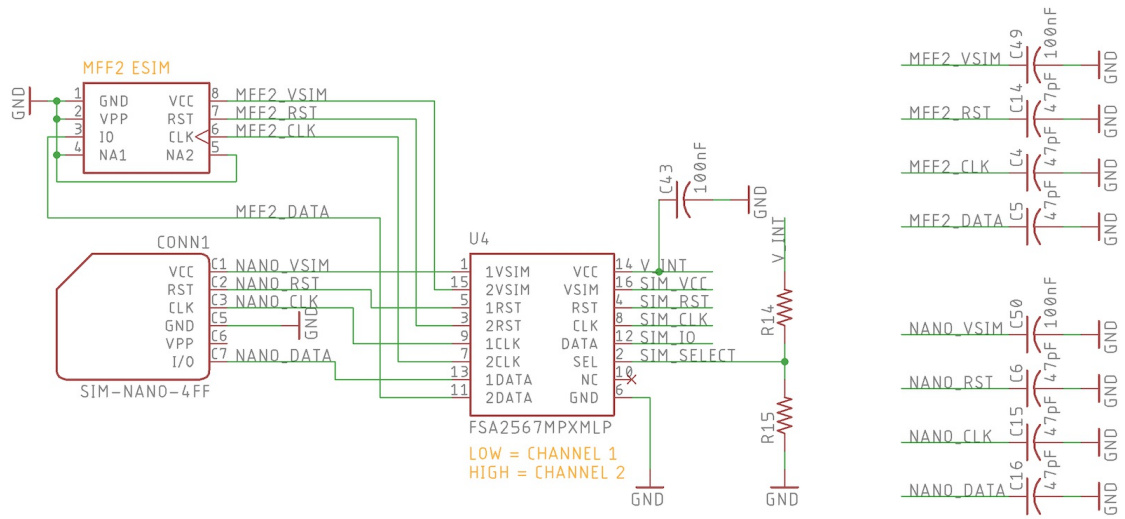 MFF2 ESIM
GND
1 GND VCC 8 MFF2_VSIM
2 VPP RST 7 MFF2_RST
3 IO CLK 6 MFF2_CLK
4 NA1 NA2 5
MFF2_DATA
CONN1
VCC C1 NANO_VSIM
RST C2 NANO_RST
CLK C3 NANO_CLK
GND C5 GND
VPP C6
I/O C7 NANO_DATA
SIM-NANO-4FF
C43 100nF GND
U4
1 1VSIM VCC 14 V_INT
15 2VSIM VSIM 16 SIM_VCC
5 1RST RST 4 SIM_RST
3 2RST CLK 8 SIM_CLK
9 1CLK DATA 12 SIM_IO
7 2CLK SEL 2 SIM_SELECT
13 1DATA NC 10
11 2DATA GND 6
FSA2567MPXMLP
LOW = CHANNEL 1
HIGH = CHANNEL 2
GND
V_INT
R14
R15
GND
MFF2_VSIM C49 100nF GND
MFF2_RST C14 47pF GND
MFF2_CLK C4 47pF GND
MFF2_DATA C5 47pF GND
NANO_VSIM C50 100nF GND
NANO_RST C6 47pF GND
NANO_CLK C15 47pF GND
NANO_DATA C16 47pF GND